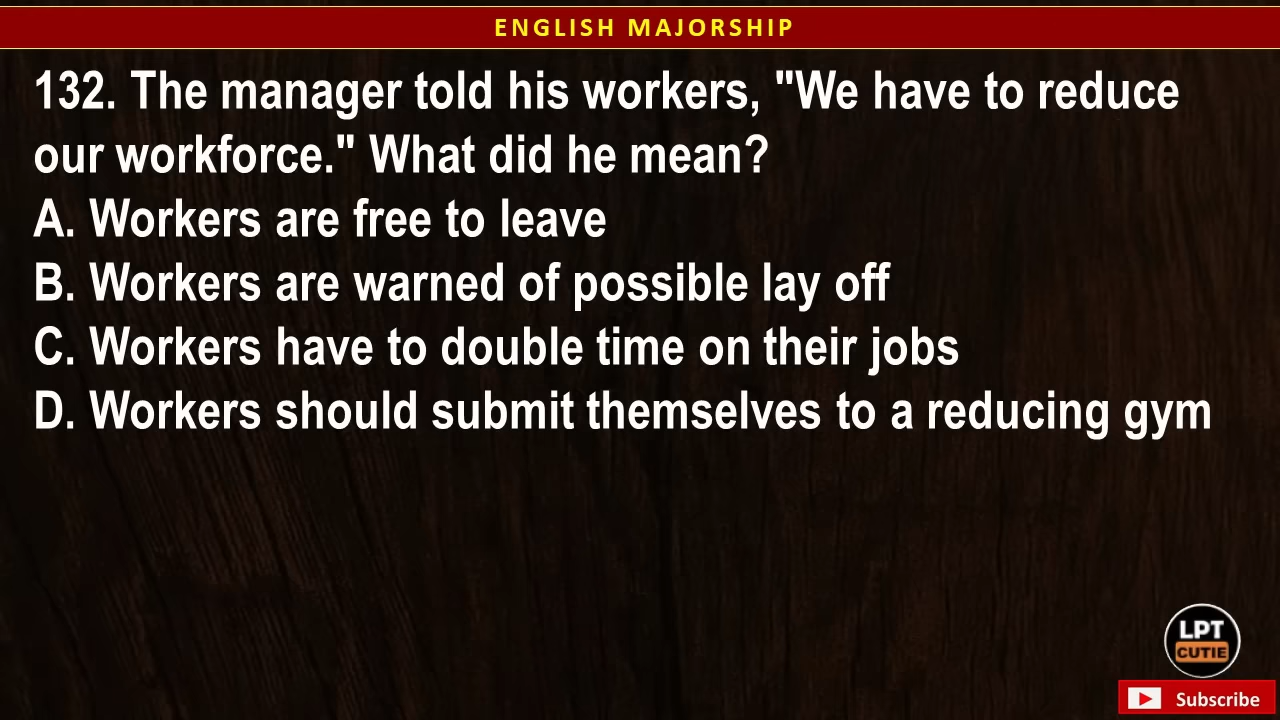 ENGLISH MAJORSHIP
132. The manager told his workers, "We have to reduce
our workforce." What did he mean?
A. Workers are free to leave
B. Workers are warned of possible lay off
C. Workers have to double time on their jobs
D. Workers should submit themselves to a reducing gym
LPT
CUTIE
Subscribe